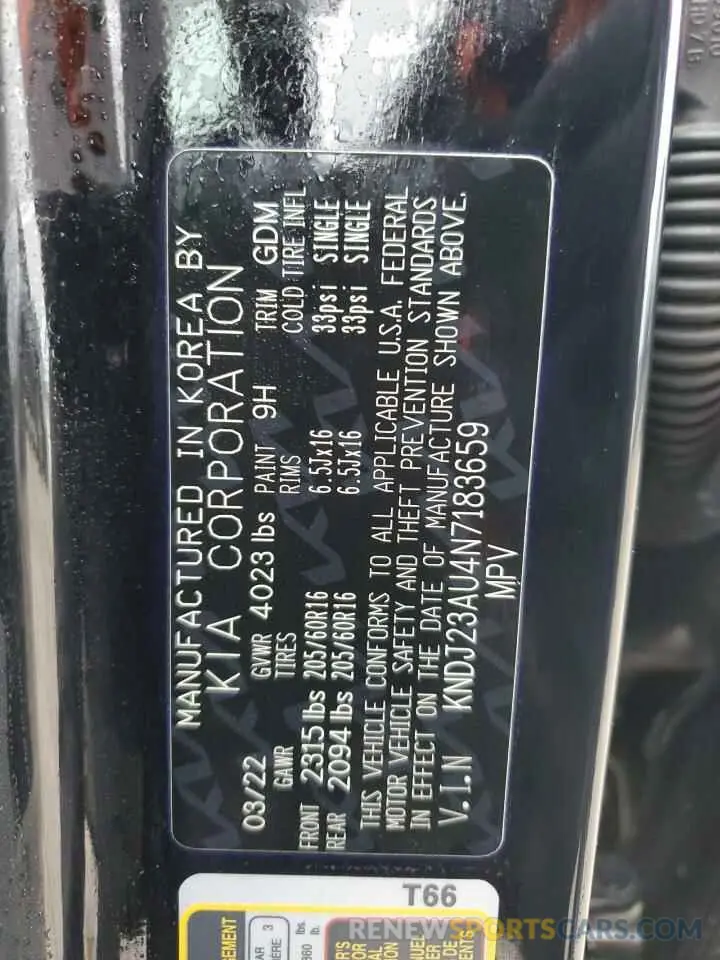 MANUFACTURED IN KOREA BY
KIA CORPORATION
03/22 GVWR 4023 lbs PAINT 9H TRIM GDM
GAWR TIRES RIMS COLD TIRE INFL
FRONT 2315 lbs 205/60R16 6.5Jx16 33psi SINGLE
REAR 2094 lbs 205/60R16 6.5Jx16 33psi SINGLE
THIS VEHICLE CONFORMS TO ALL APPLICABLE U.S.A. FEDERAL
MOTOR VEHICLE SAFETY AND THEFT PREVENTION STANDARDS
IN EFFECT ON THE DATE OF MANUFACTURE SHOWN ABOVE.
V.I.N KNDJ23AU4N7183659
MPV
T66
RENEWSPORTSCARS.COM